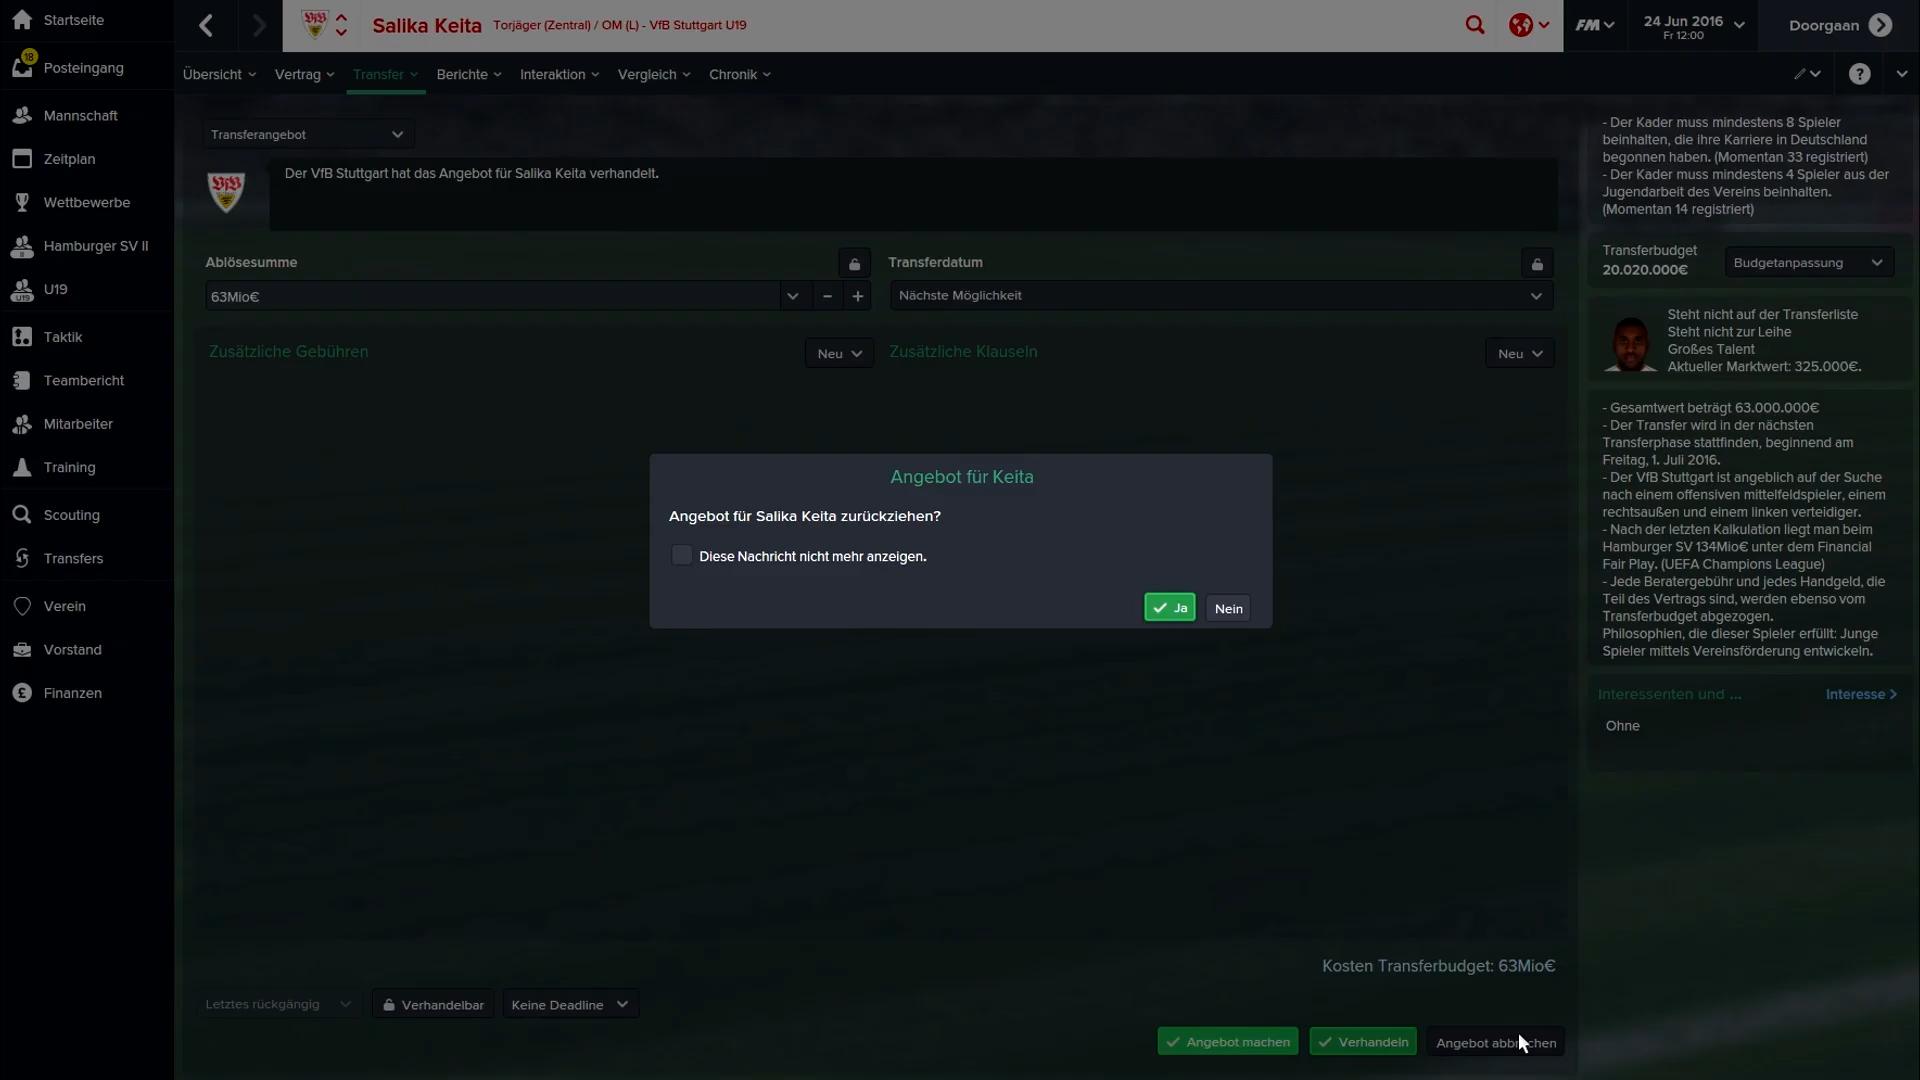 Startseite
18
Posteingang
Mannschaft
Zeitplan
Wettbewerbe
Hamburger SV II
U19
Taktik
Teambericht
Mitarbeiter
Training
Scouting
Transfers
Verein
Vorstand
Finanzen
Salika Keita
Torjäger (Zentral) / OM (L) - VfB Stuttgart U19
FM
24 Jun 2016
Fr 12:00
Doorgaan
Übersicht
Vertrag
Transfer
Berichte
Interaktion
Vergleich
Chronik
?
Transferangebot
Der VfB Stuttgart hat das Angebot für Salika Keita verhandelt.
Ablösesumme
63Mio€
Transferdatum
Nächste Möglichkeit
Zusätzliche Gebühren
Neu
Zusätzliche Klauseln
Neu
Angebot für Keita
Angebot für Salika Keita zurückziehen?
Diese Nachricht nicht mehr anzeigen.
Ja
Nein
Kosten Transferbudget: 63Mio€
Letztes rückgängig
Verhandelbar
Keine Deadline
Angebot machen
Verhandeln
- Der Kader muss mindestens 8 Spieler
beinhalten, die ihre Karriere in Deutschland
begonnen haben. (Momentan 33 registriert)
- Der Kader muss mindestens 4 Spieler aus der
Jugendarbeit des Vereins beinhalten.
(Momentan 14 registriert)
Transferbudget
20.020.000€
Budgetanpassung
Steht nicht auf der Transferliste
Steht nicht zur Leihe
Großes Talent
Aktueller Marktwert: 325.000€.
- Gesamtwert beträgt 63.000.000€
- Der Transfer wird in der nächsten
Transferphase stattfinden, beginnend am
Freitag, 1. Juli 2016.
- Der VfB Stuttgart ist angeblich auf der Suche
nach einem offensiven mittelfeldspieler, einem
rechtsaußen und einem linken verteidiger.
- Nach der letzten Kalkulation liegt man beim
Hamburger SV 134Mio€ unter dem Financial
Fair Play. (UEFA Champions League)
- Jede Beratergebühr und jedes Handgeld, die
Teil des Vertrags sind, werden ebenso vom
Transferbudget abgezogen.
Philosophien, die dieser Spieler erfüllt: Junge
Spieler mittels Vereinsförderung entwickeln.
Interessenten und ...
Interesse >
Ohne
Angebot